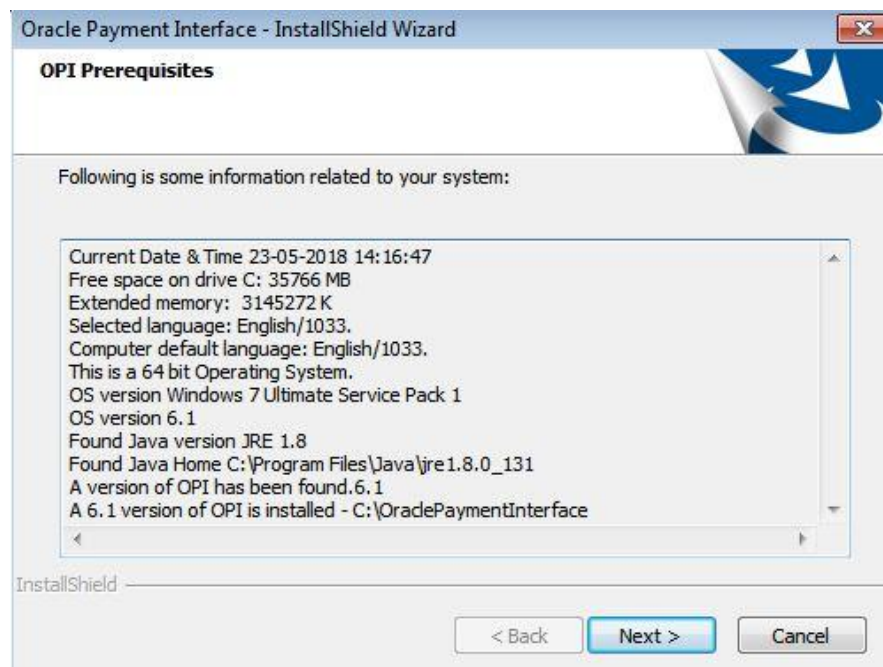 Oracle Payment Interface - InstallShield Wizard
OPI Prerequisites
Following is some information related to your system:
Current Date & Time 23-05-2018 14:16:47
Free space on drive C: 35766 MB
Extended memory:  3145272 K
Selected language: English/1033.
Computer default language: English/1033.
This is a 64 bit Operating System.
OS version Windows 7 Ultimate Service Pack 1
OS version 6.1
Found Java version JRE 1.8
Found Java Home C:\Program Files\Java\jre1.8.0_131
A version of OPI has been found.6.1
A 6.1 version of OPI is installed - C:\OraclePaymentInterface
InstallShield
< Back Next > Cancel